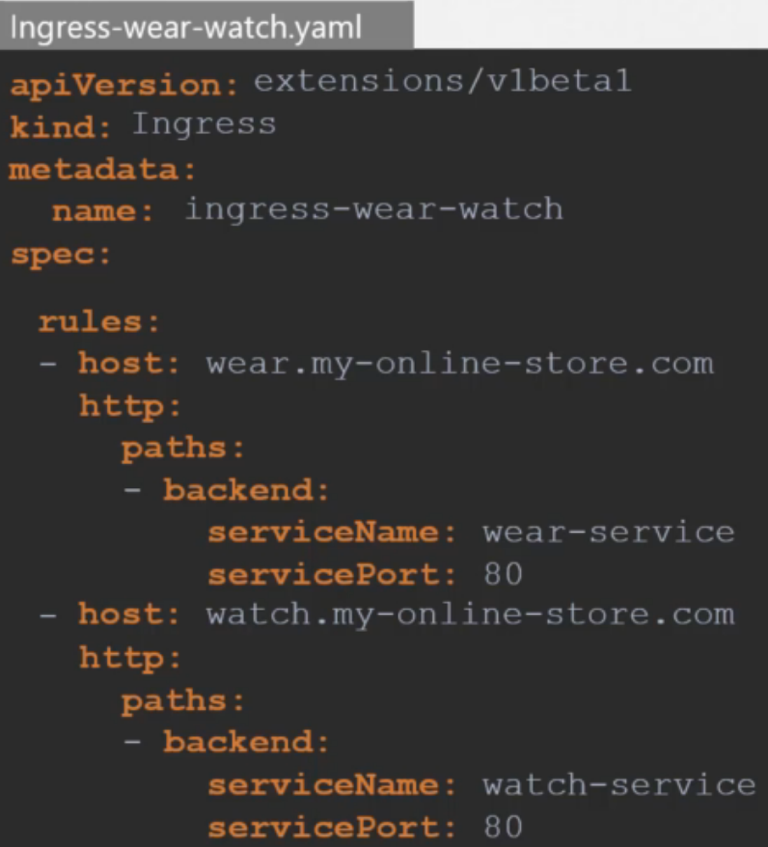 Ingress-wear-watch.yaml
apiVersion: extensions/v1beta1
kind: Ingress
metadata:
  name: ingress-wear-watch
spec:
  rules:
  - host: wear.my-online-store.com
    http:
      paths:
      - backend:
          serviceName: wear-service
          servicePort: 80
  - host: watch.my-online-store.com
    http:
      paths:
      - backend:
          serviceName: watch-service
          servicePort: 80